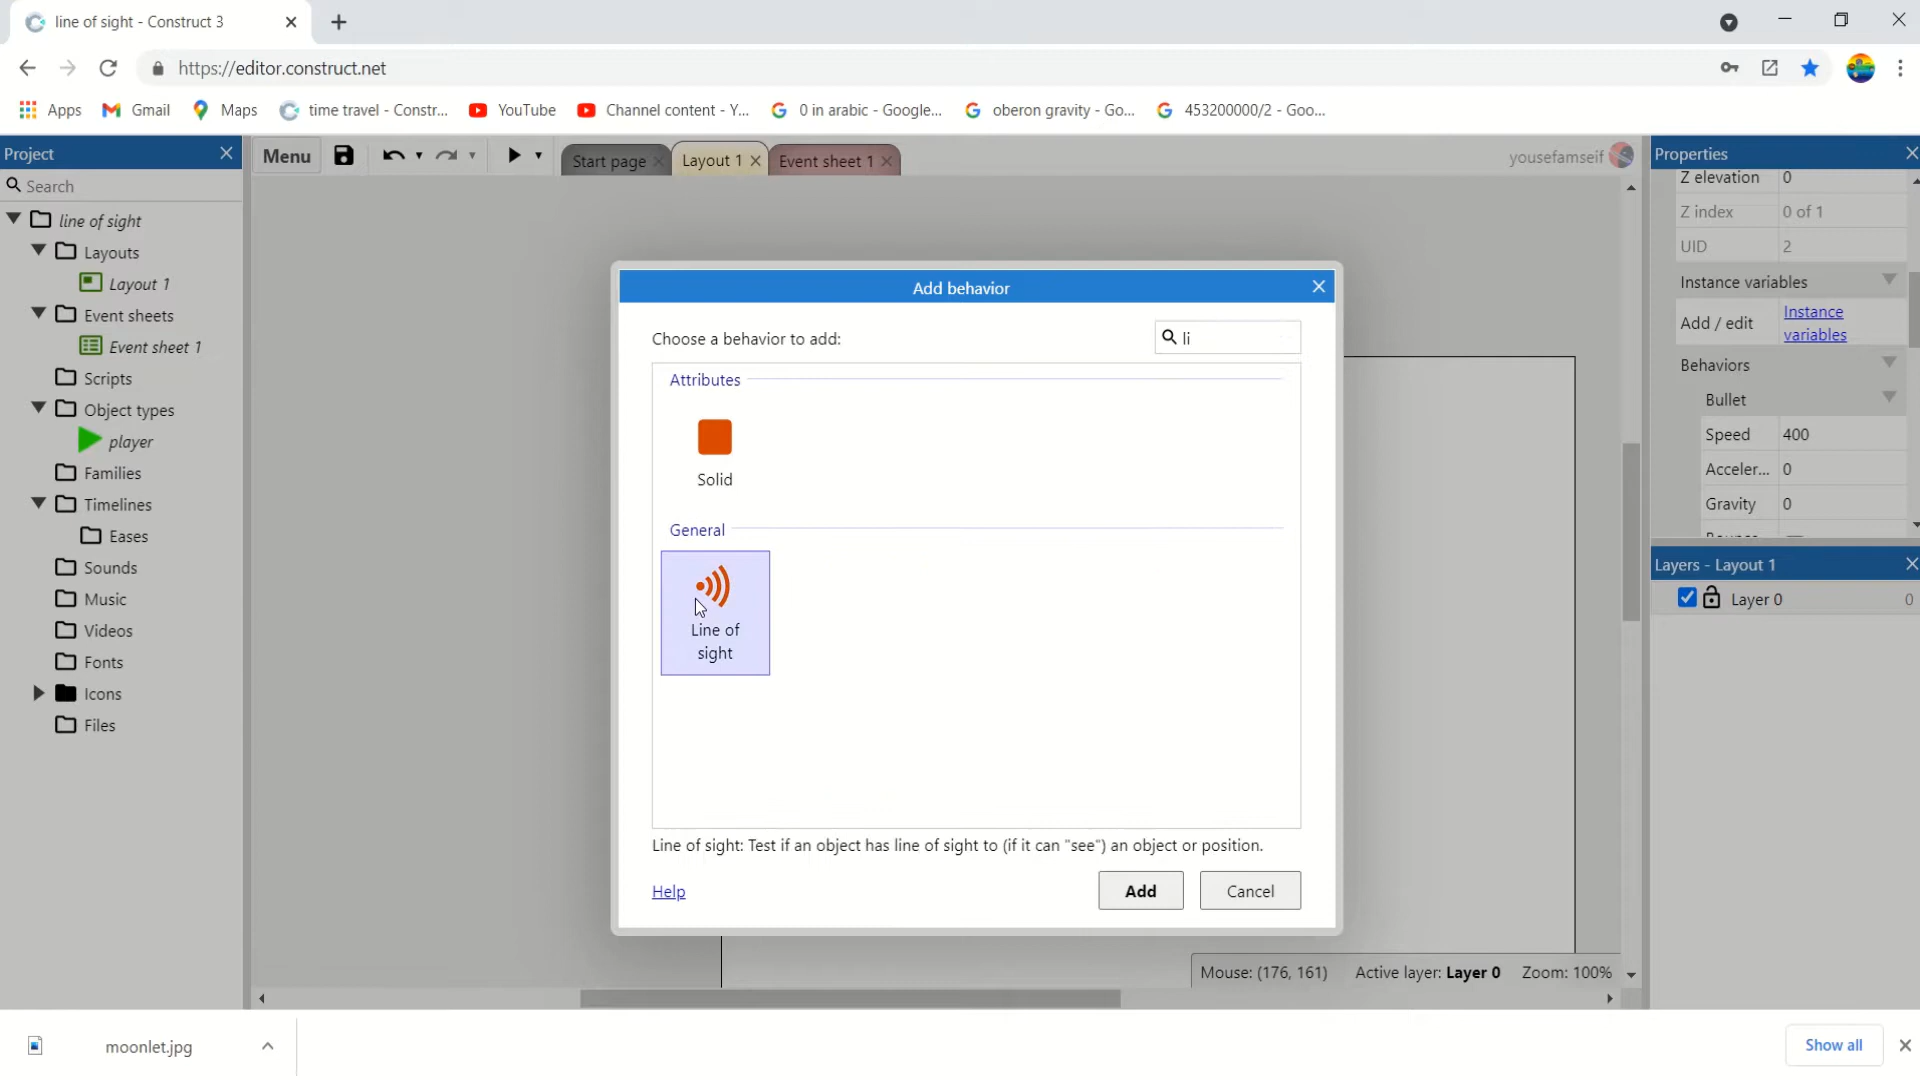 line of sight - Construct 3
https://editor.construct.net
Apps
Gmail
Maps
time travel - Constr...
YouTube
Channel content - Y...
0 in arabic - Google...
oberon gravity - Go...
453200000/2 - Goo...
Project
Menu
Start page
Layout 1
Event sheet 1
yousefamseif
Properties
Search
Z elevation 0
Z index 0 of 1
UID 2
Instance variables
Add / edit Instance variables
Behaviors
Bullet
Speed 400
Acceler... 0
Gravity 0
line of sight
Layouts
Layout 1
Event sheets
Event sheet 1
Scripts
Object types
player
Families
Timelines
Eases
Sounds
Music
Videos
Fonts
Icons
Files
Add behavior
Choose a behavior to add:
li
Attributes
Solid
General
Line of
sight
Line of sight: Test if an object has line of sight to (if it can "see") an object or position.
Help
Add
Cancel
Layers - Layout 1
Layer 0 0
Mouse: (176, 161) Active layer: Layer 0 Zoom: 100%
moonlet.jpg
Show all